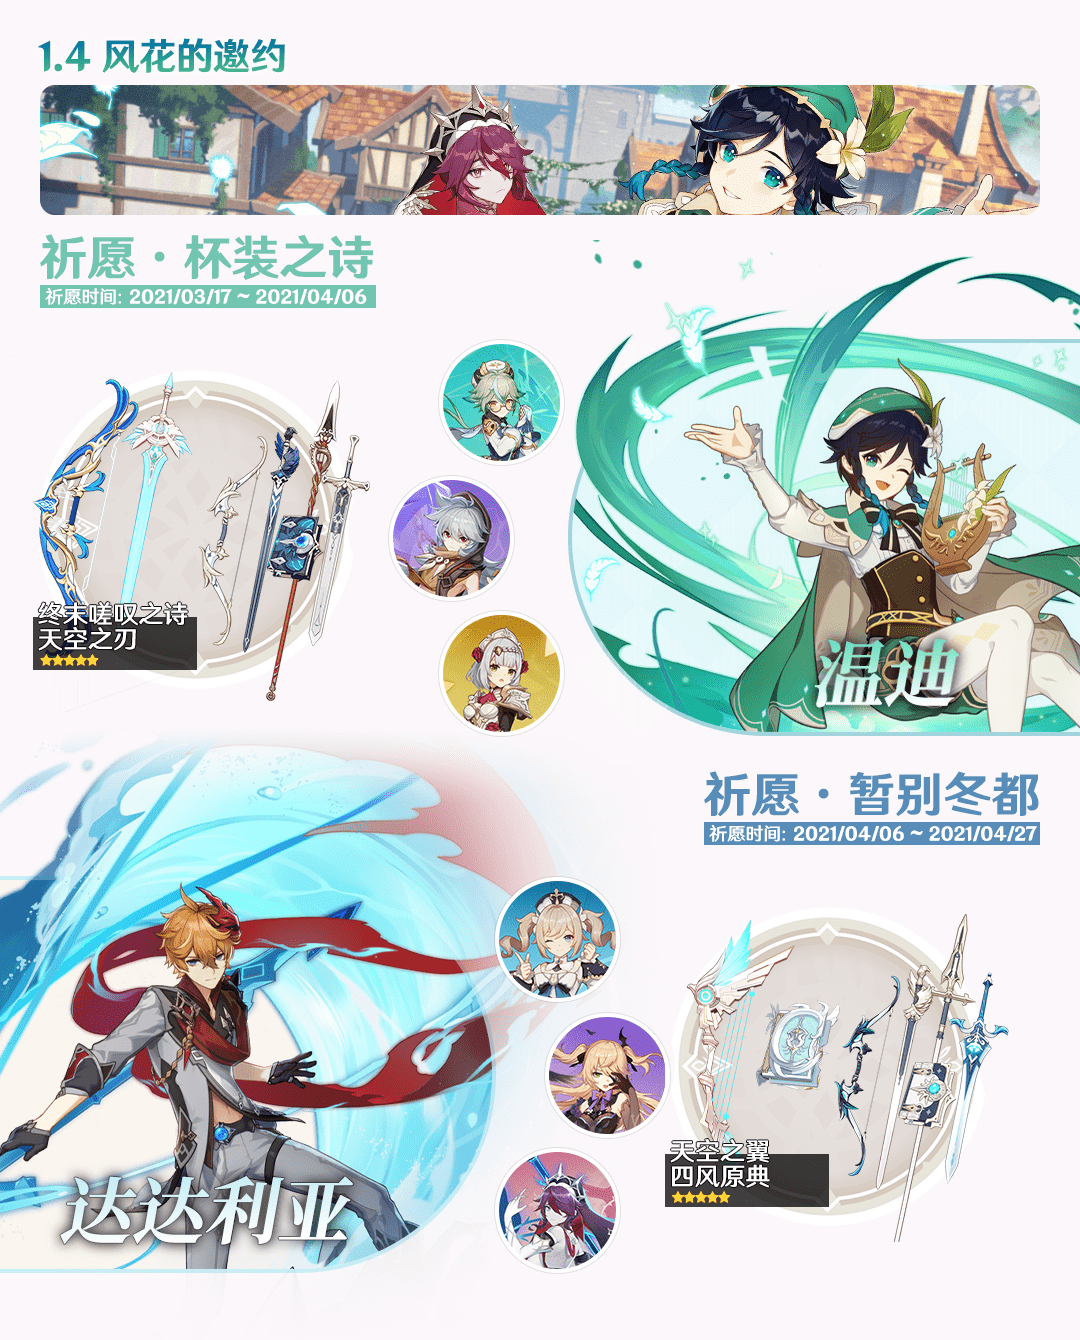 1.4 风花的邀约
祈愿·杯装之诗
祈愿时间: 2021/03/17 ~ 2021/04/06
终末嗟叹之诗
天空之刃
温迪
祈愿·暂别冬都
祈愿时间: 2021/04/06 ~ 2021/04/27
天空之翼
四风原典
达达利亚